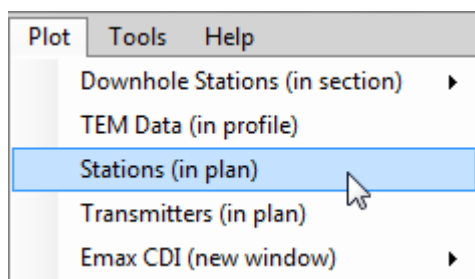 Plot Tools Help
Downhole Stations (in section)
TEM Data (in profile)
Stations (in plan)
Transmitters (in plan)
Emax CDI (new window)